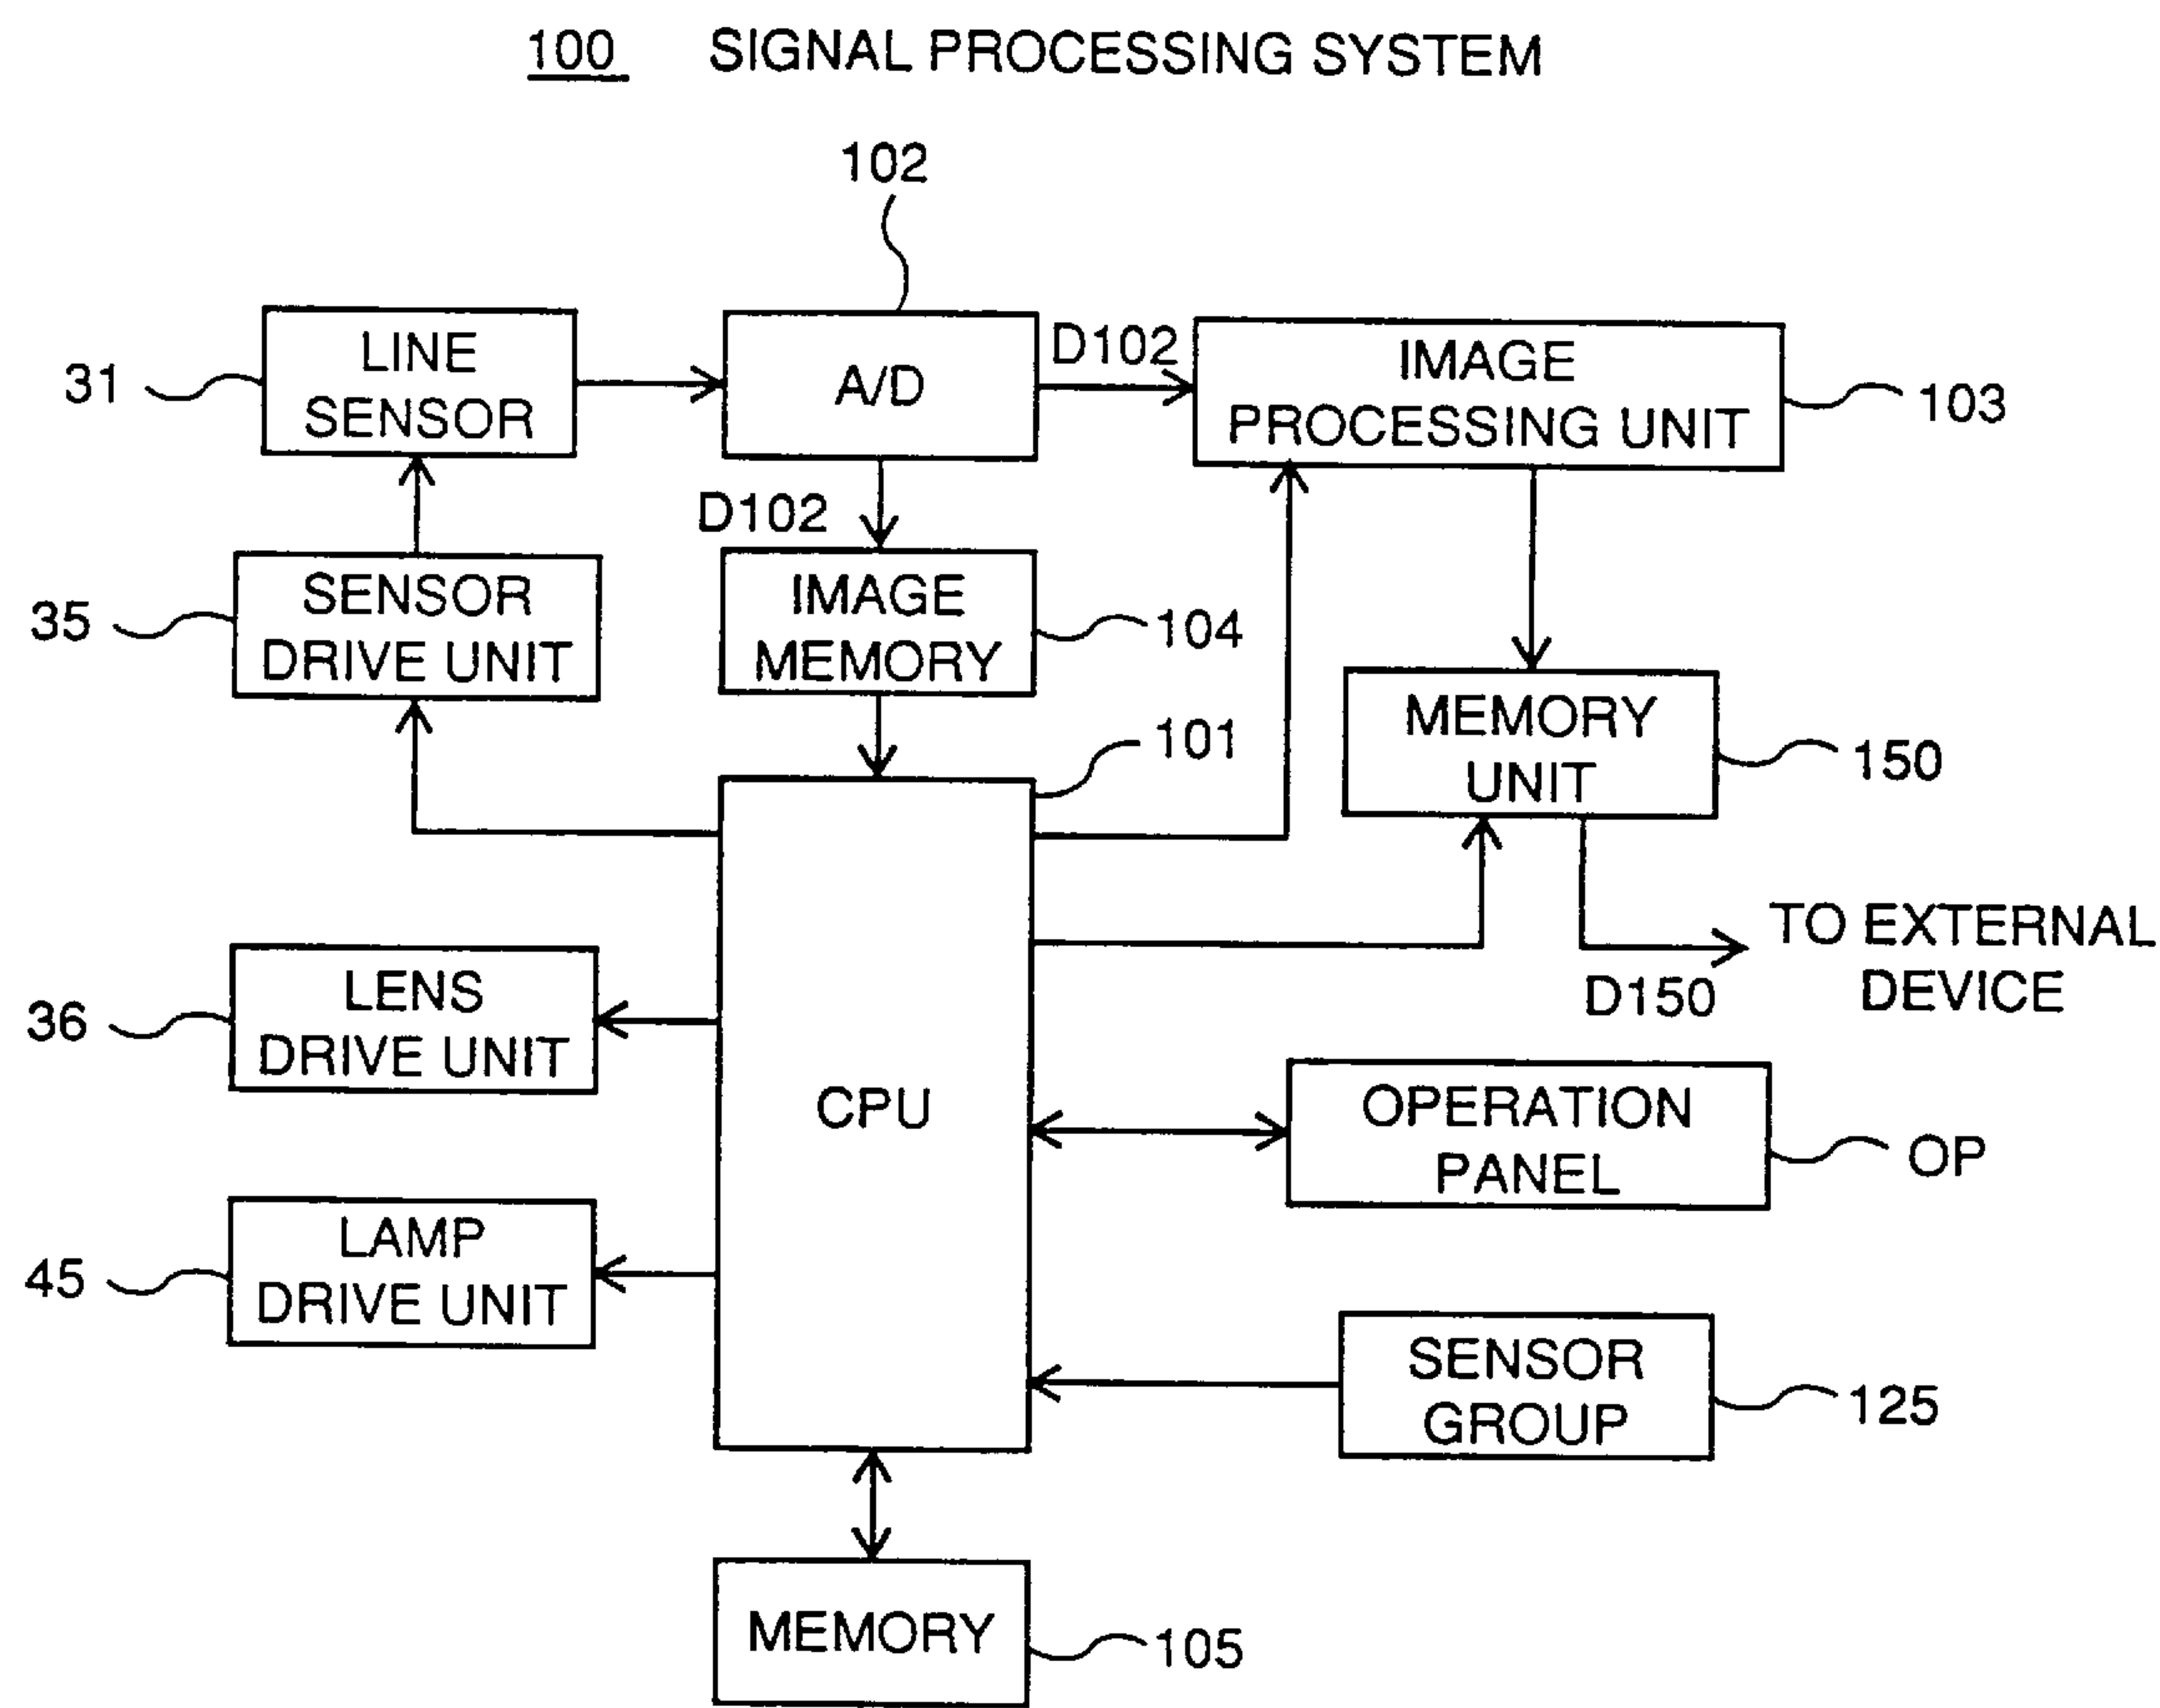 100 SIGNAL PROCESSING SYSTEM
102
31
LINE
SENSOR
A/D
D102
IMAGE
PROCESSING UNIT
103
D102
35
SENSOR
DRIVE UNIT
IMAGE
MEMORY
104
101
MEMORY
UNIT
150
TO EXTERNAL
DEVICE
D150
36
LENS
DRIVE UNIT
CPU
OPERATION
PANEL
OP
45
LAMP
DRIVE UNIT
SENSOR
GROUP
125
MEMORY
105